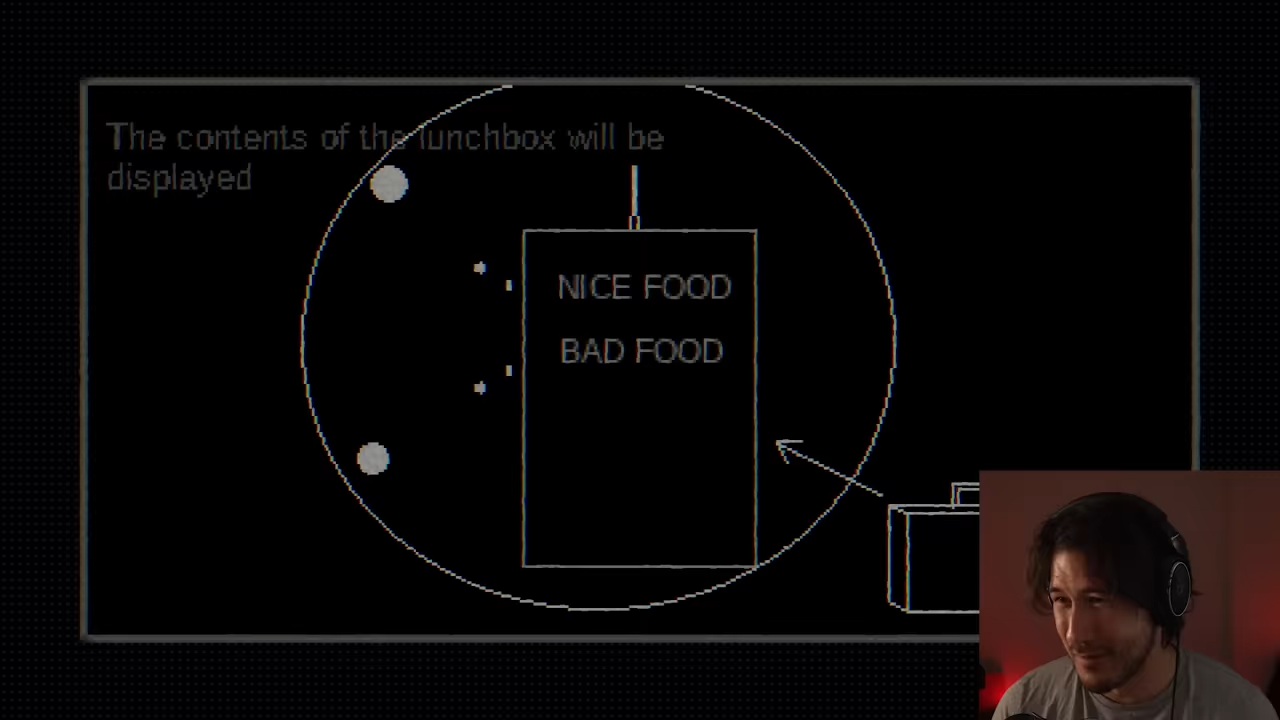 The contents of the lunchbox will be
displayed
NICE FOOD
BAD FOOD